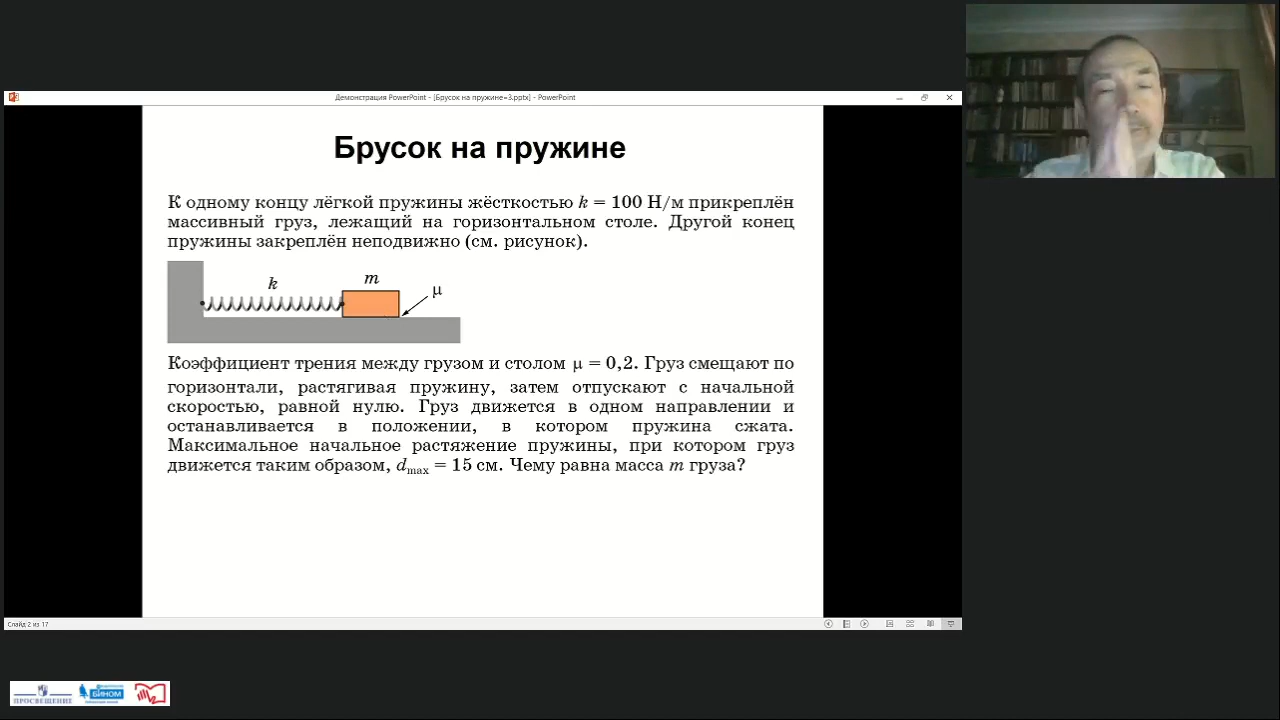 Демонстрация PowerPoint - [Брусок на пружине=3.pptx] - PowerPoint
Брусок на пружине
К одному концу лёгкой пружины жёсткостью k = 100 Н/м прикреплён
массивный груз, лежащий на горизонтальном столе. Другой конец
пружины закреплён неподвижно (см. рисунок).
k
m
μ
Коэффициент трения между грузом и столом μ = 0,2. Груз смещают по
горизонтали, растягивая пружину, затем отпускают с начальной
скоростью, равной нулю. Груз движется в одном направлении и
останавливается в положении, в котором пружина сжата.
Максимальное начальное растяжение пружины, при котором груз
движется таким образом, dmax = 15 см. Чему равна масса m груза?
Слайд 2 из 17
ПРОСВЕЩЕНИЕ
БИНОМ